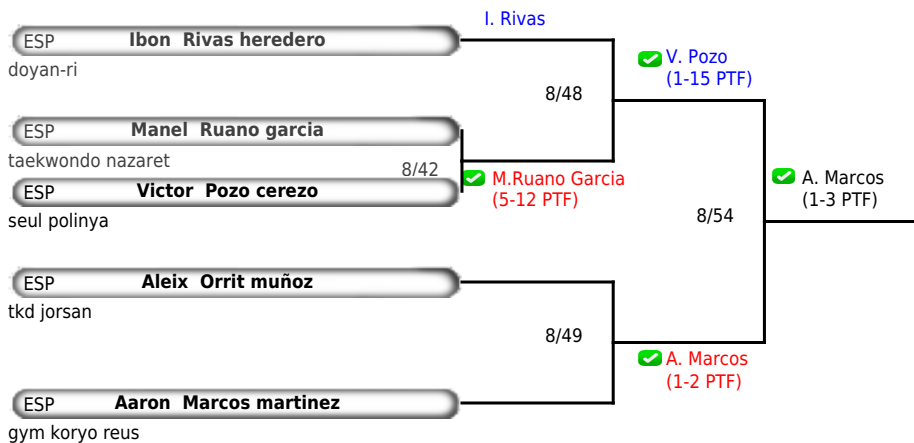 I. Rivas
ESP Ibon Rivas heredero
doyan-ri
V. Pozo
(1-15 PTF)
8/48
ESP Manel Ruano garcia
taekwondo nazaret
8/42
M.Ruano Garcia
(5-12 PTF)
ESP Victor Pozo cerezo
seul polinya
A. Marcos
(1-3 PTF)
8/54
ESP Aleix Orrit muñoz
tkd jorsan
8/49
A. Marcos
(1-2 PTF)
ESP Aaron Marcos martinez
gym koryo reus